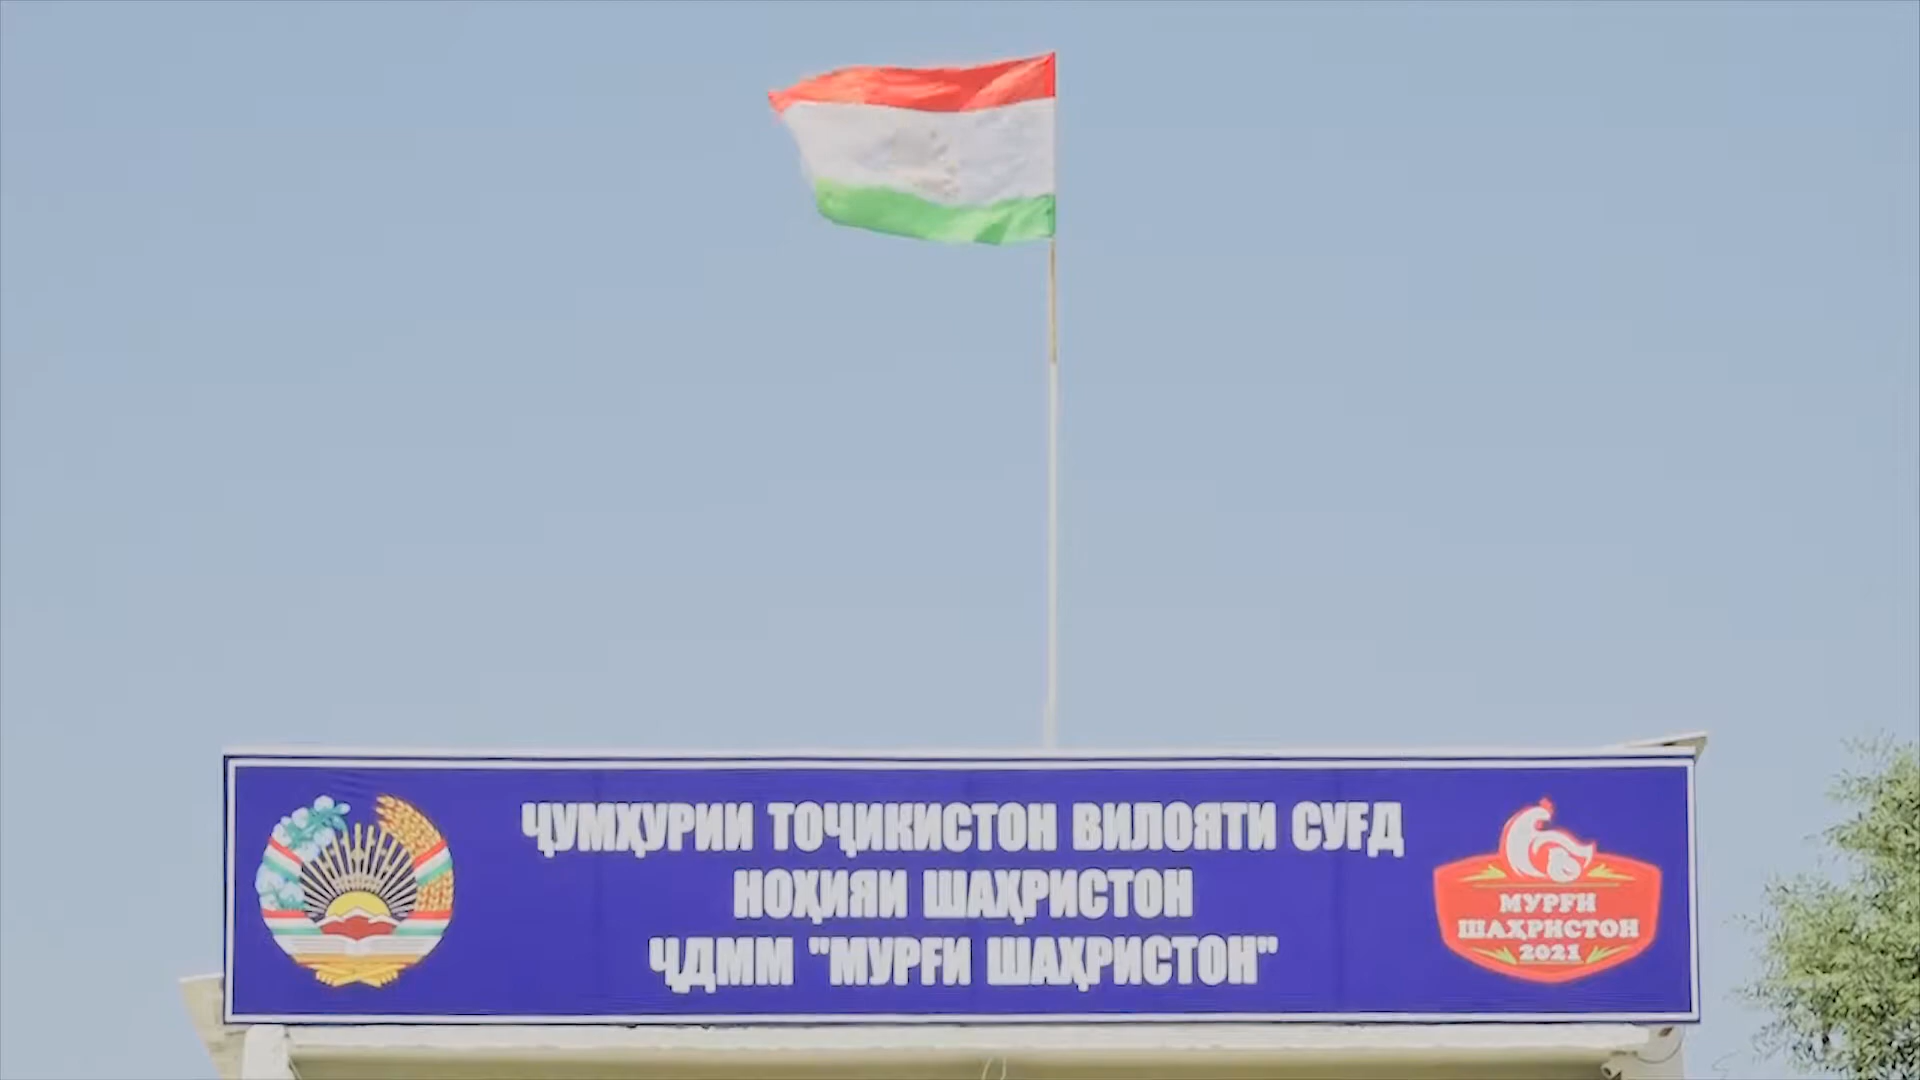 ҶУМҲУРИИ ТОҶИКИСТОН ВИЛОЯТИ СУҒД
НОҲИЯИ ШАҲРИСТОН
ҶДММ "МУРҒИ ШАҲРИСТОН"
МУРҒИ
ШАҲРИСТОН
2021